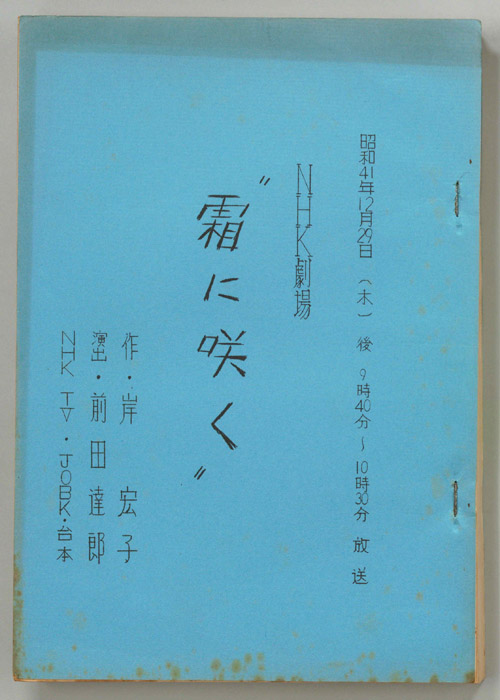 昭和41年12月29日（木）後 9時40分～10時30分 放送
NHK劇場
“霜に咲く”
作・岸 宏子
演出・前田達郎
NHK TV・JOBK・台本